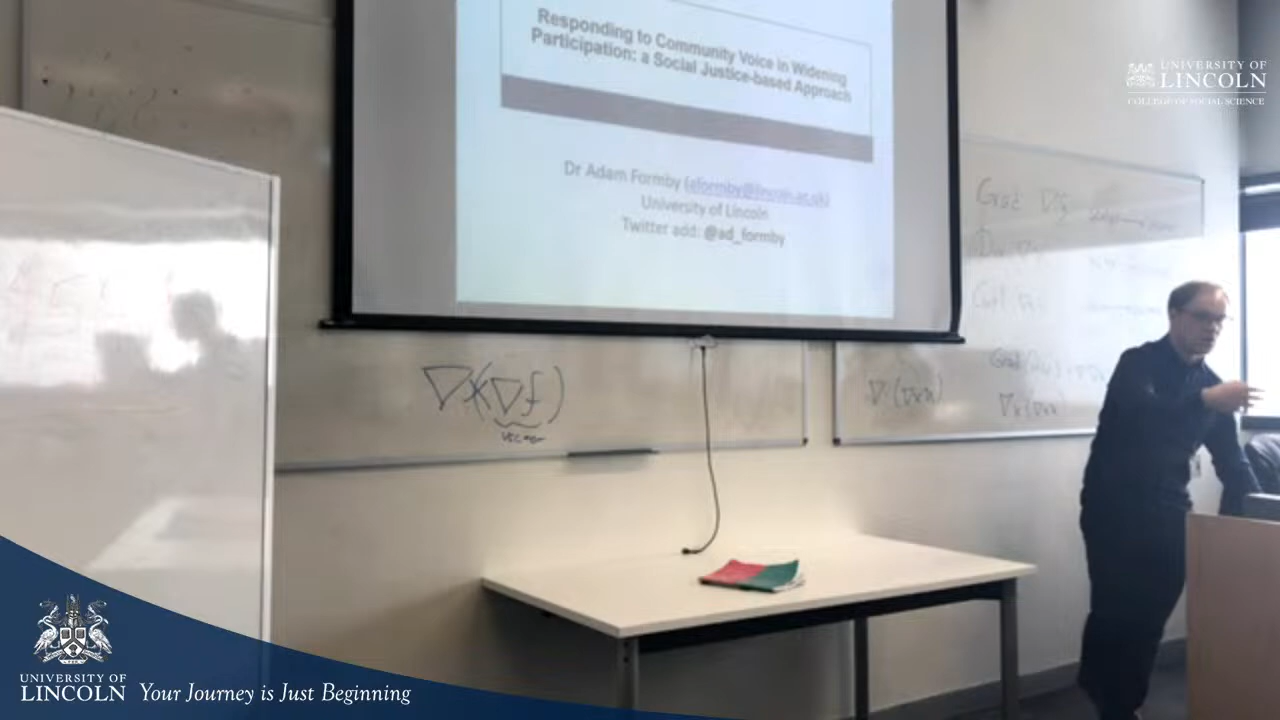 Responding to Community Voice in Widening
Participation: a Social Justice-based Approach
Dr Adam Formby (aformby@lincoln.ac.uk)
University of Lincoln
Twitter add: @ad_formby
UNIVERSITY OF
LINCOLN
COLLEGE OF SOCIAL SCIENCE
Grad
∇×(∇f)
vector
UNIVERSITY OF
LINCOLN
Your Journey is Just Beginning